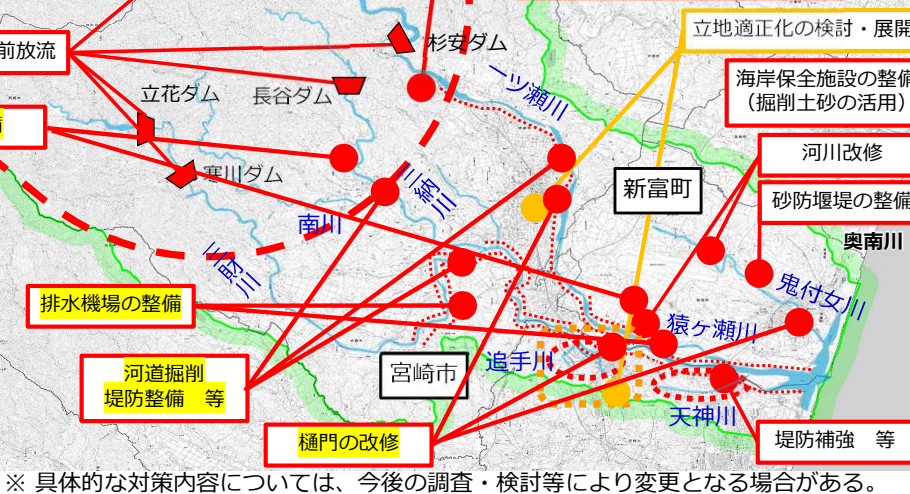 立地適正化の検討・展開
杉安ダム
前放流
一ツ瀬川
海岸保全施設の整備
（掘削土砂の活用）
立花ダム
長谷ダム
備
河川改修
寒川ダム
三納川
新富町
砂防堰堤の整備
南川
奥南川
三財川
鬼付女川
排水機場の整備
猿ヶ瀬川
宮崎市
追手川
河道掘削
堤防整備　等
天神川
樋門の改修
堤防補強　等
※ 具体的な対策内容については、今後の調査・検討等により変更となる場合がある。